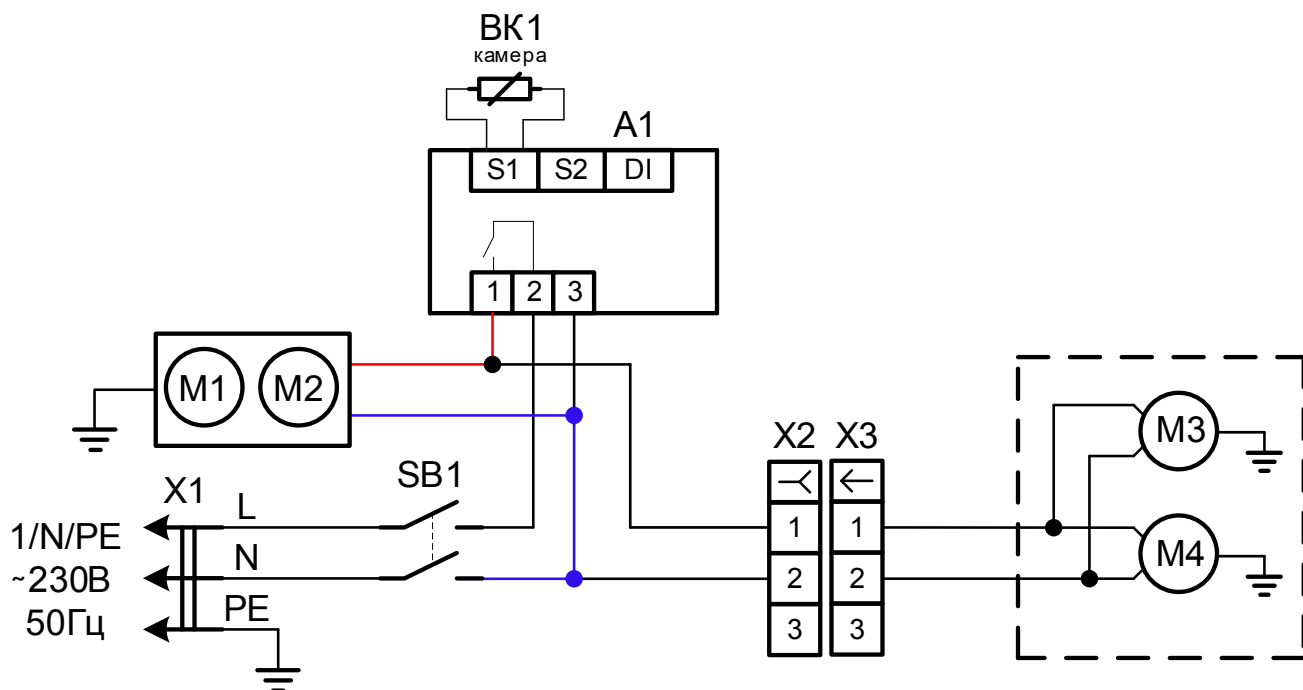 ВК1
камера
A1
S1 S2 DI
1 2 3
M1 M2
X2 X3
M3
X1 L SB1
1 1
1/N/PE
N
M4
~230В
2 2
PE
50Гц
3 3